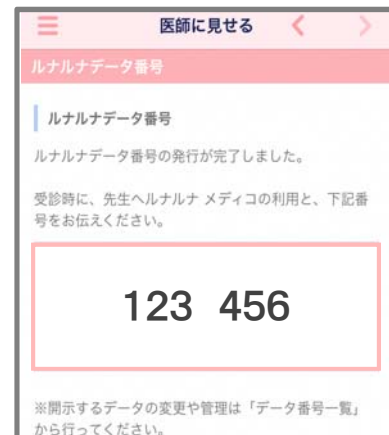 医師に見せる
ルナルナデータ番号
ルナルナデータ番号
ルナルナデータ番号の発行が完了しました。
受診時に、先生へルナルナ メディコの利用と、下記番
号をお伝えください。
123 456
※開示するデータの変更や管理は「データ番号一覧」
から行ってください。